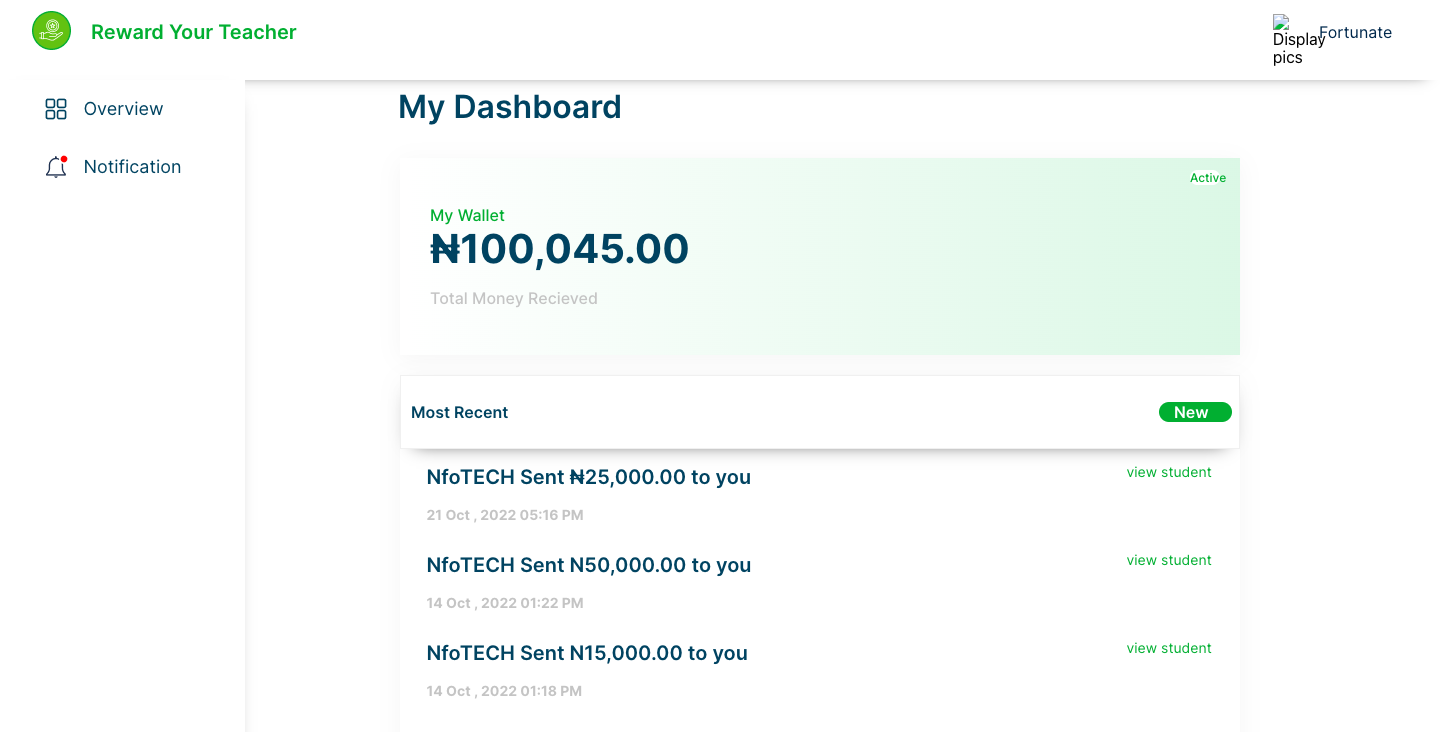 Reward Your Teacher
Display pics
Fortunate
Overview
Notification
My Dashboard
Active
My Wallet
₦100,045.00
Total Money Recieved
Most Recent
New
NfoTECH Sent ₦25,000.00 to you
view student
21 Oct , 2022 05:16 PM
NfoTECH Sent N50,000.00 to you
view student
14 Oct , 2022 01:22 PM
NfoTECH Sent N15,000.00 to you
view student
14 Oct , 2022 01:18 PM